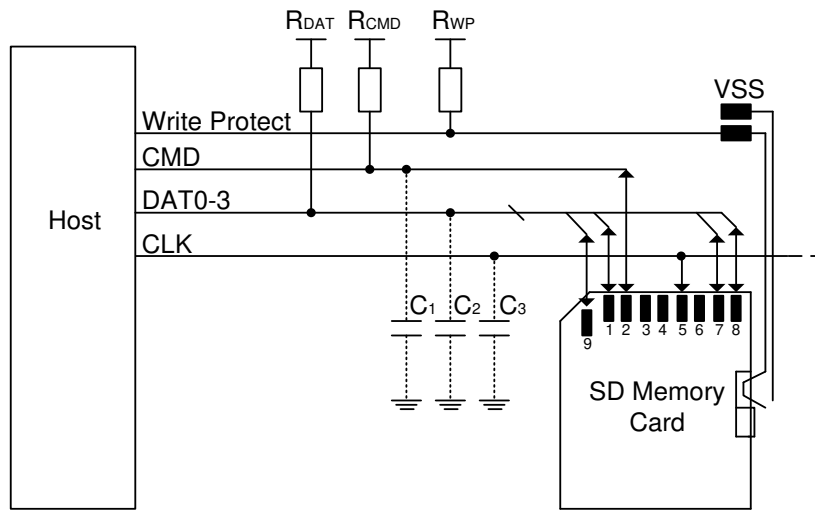 RDAT RCMD RWP
VSS
Write Protect
CMD
DAT0-3
Host
CLK
C1 C2 C3
9 1 2 3 4 5 6 7 8
SD Memory
Card